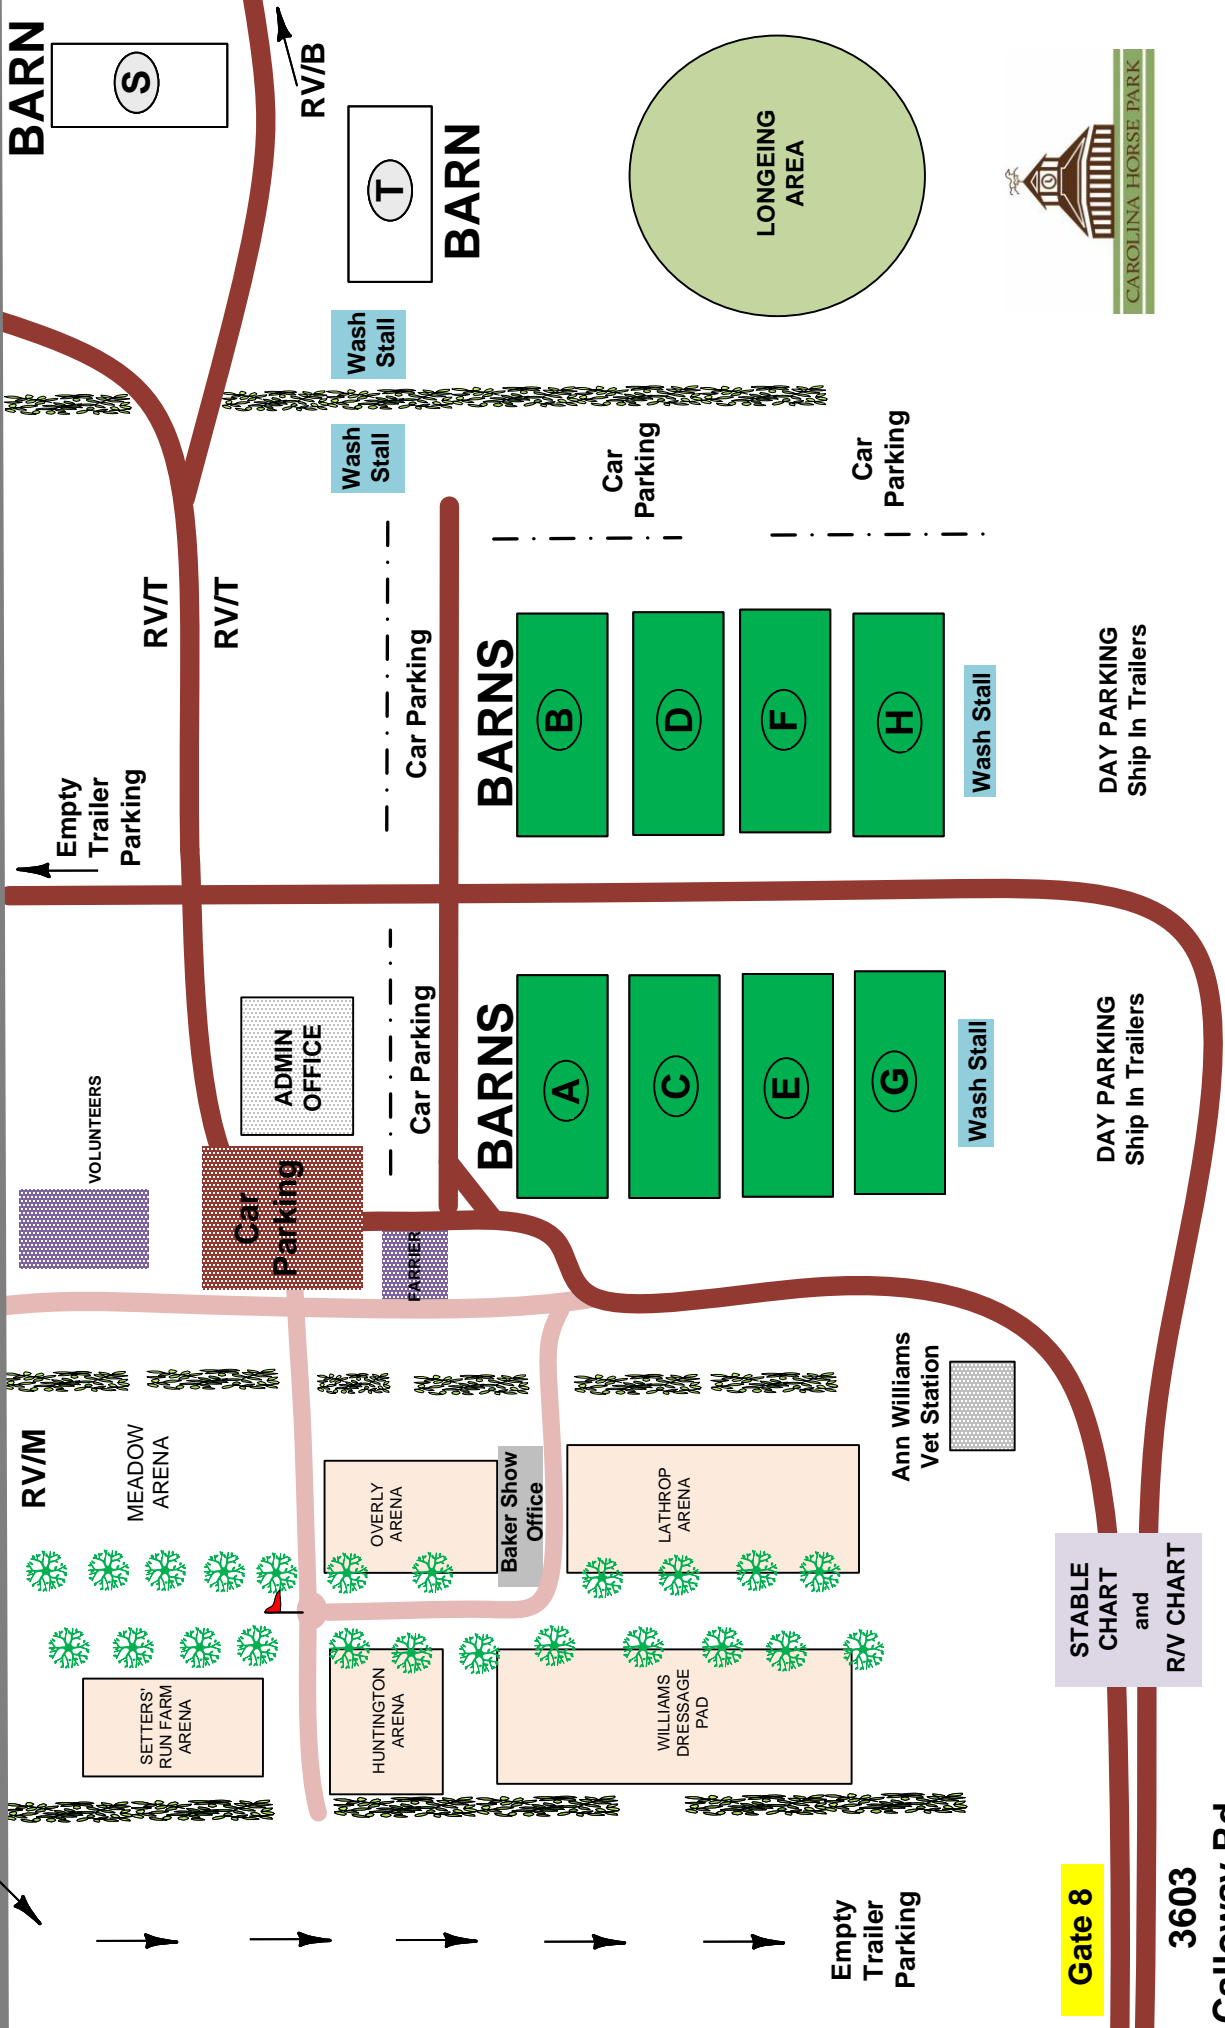 BARN
S
RV/B
T
BARN
LONGEING
AREA
CAROLINA HORSE PARK
Wash
Stall
Wash
Stall
Car
Parking
Car
Parking
RV/T
RV/T
Empty
Trailer
Parking
Car Parking
BARNS
B
D
F
H
Wash Stall
DAY PARKING
Ship In Trailers
VOLUNTEERS
ADMIN
OFFICE
Car
Parking
FARRIER
Car Parking
BARNS
A
C
E
G
Wash Stall
DAY PARKING
Ship In Trailers
RV/M
MEADOW
ARENA
OVERLY
ARENA
Baker Show
Office
LATHROP
ARENA
Ann Williams
Vet Station
SETTERS'
RUN FARM
ARENA
HUNTINGTON
ARENA
WILLIAMS
DRESSAGE
PAD
STABLE
CHART
and
R/V CHART
Empty
Trailer
Parking
Gate 8
3603
Calloway Rd